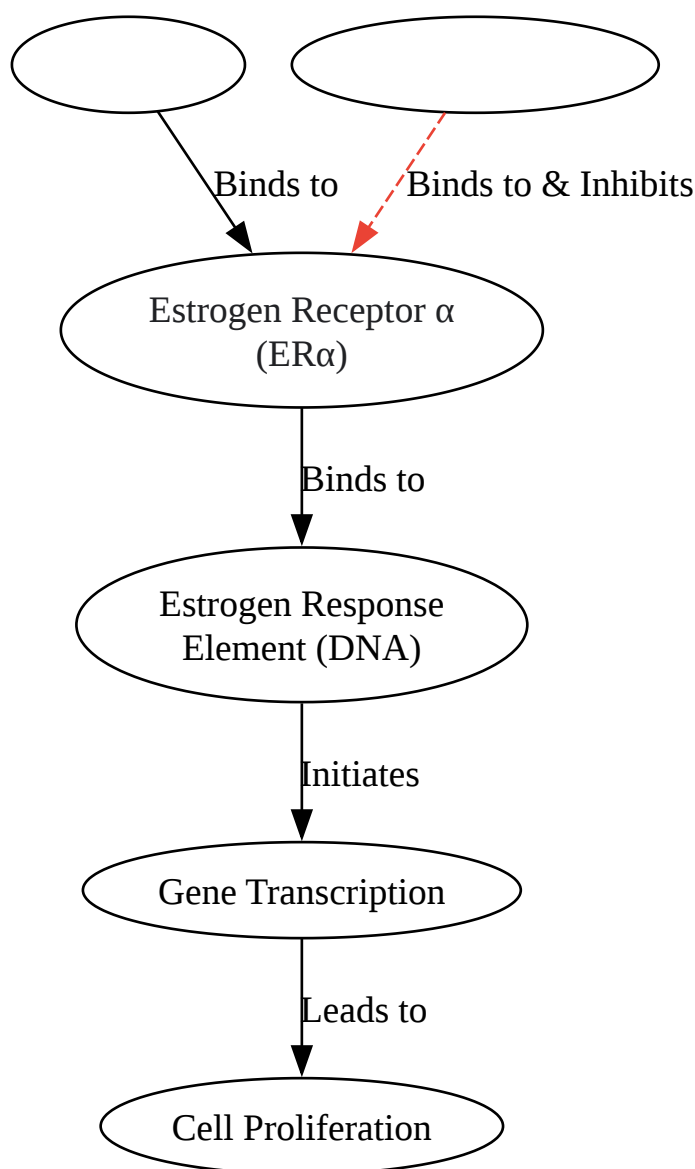 Binds to
Binds to & Inhibits
Estrogen Receptor α
(ERα)
Binds to
Estrogen Response
Element (DNA)
Initiates
Gene Transcription
Leads to
Cell Proliferation